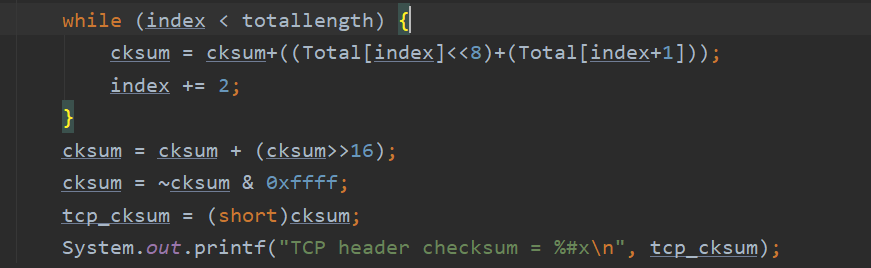 while (index < totallength) {
cksum = cksum+((Total[index]<<8)+(Total[index+1]));
index += 2;
}
cksum = cksum + (cksum>>16);
cksum = ~cksum & 0xffff;
tcp_cksum = (short)cksum;
System.out.printf("TCP header checksum = %#x\n", tcp_cksum);